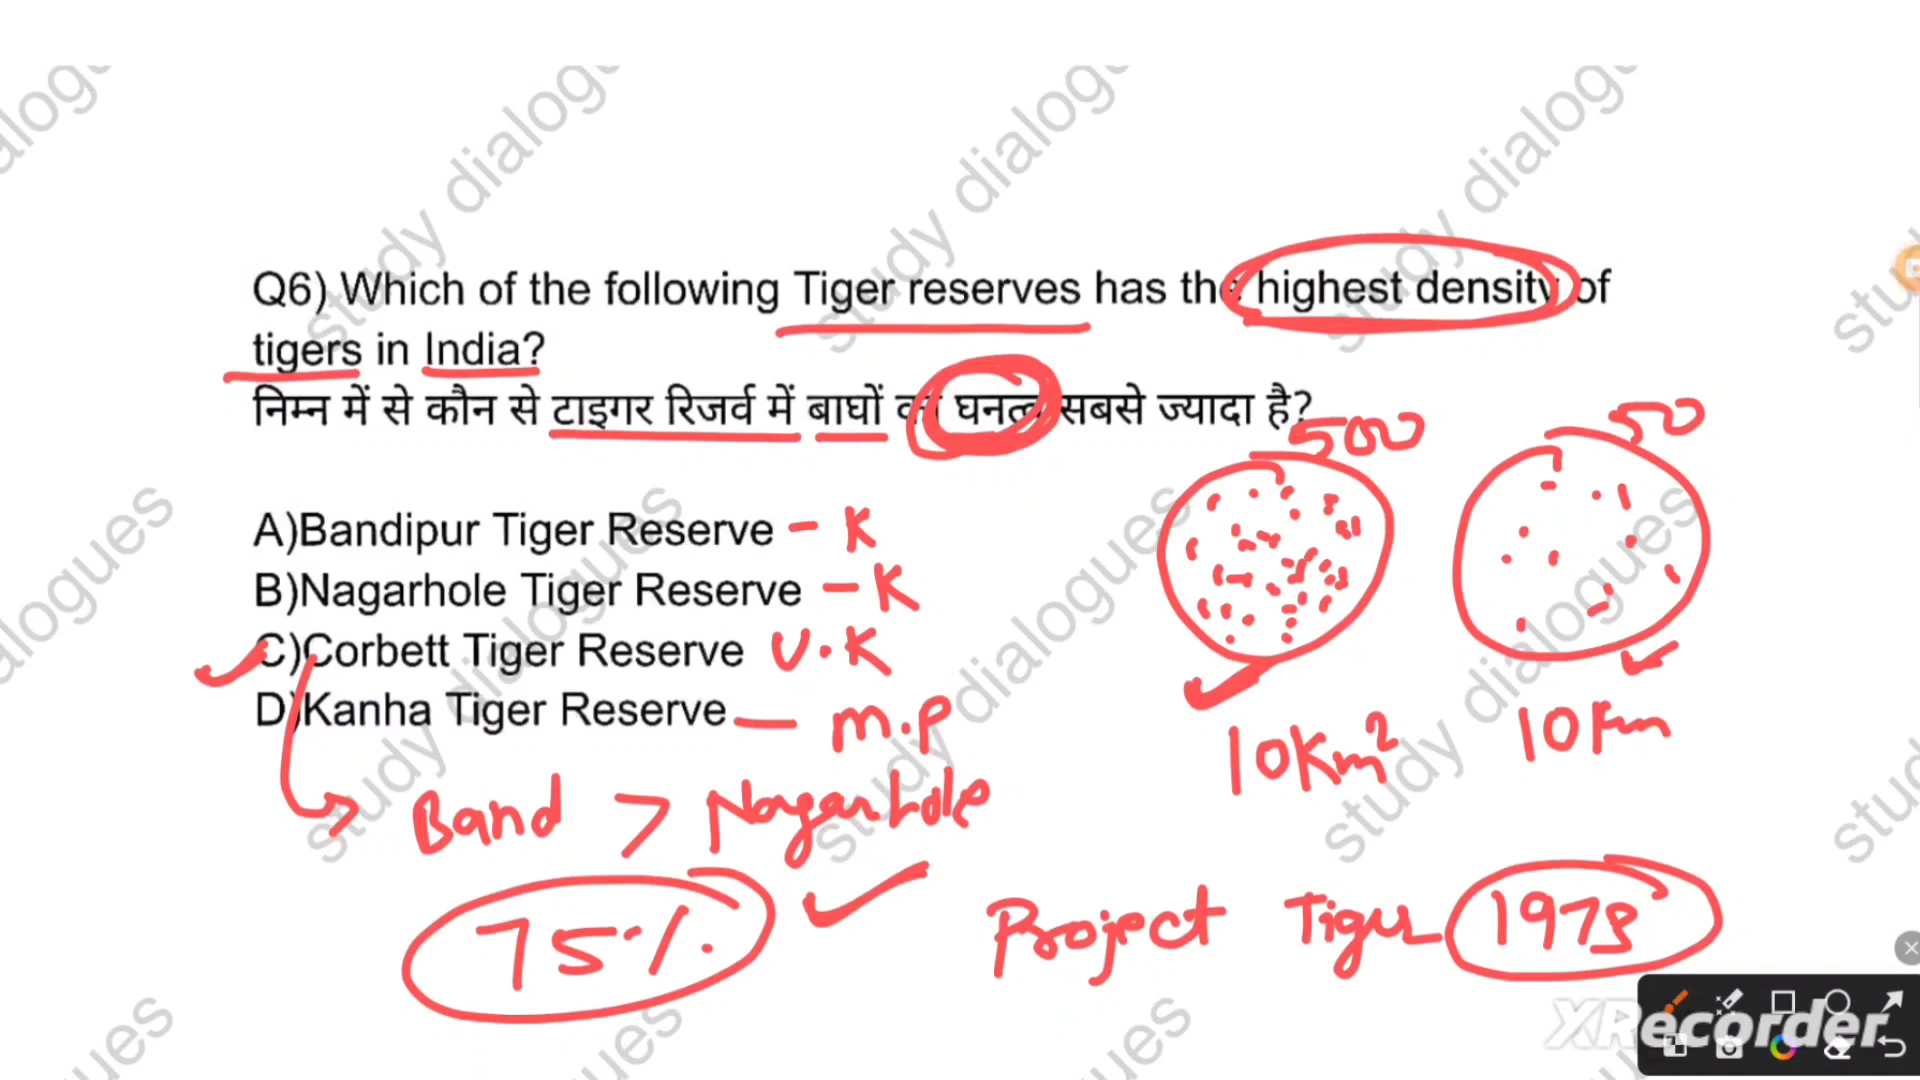 Q6) Which of the following Tiger reserves has the highest density of
tigers in India?
निम्न में से कौन से टाइगर रिजर्व में बाघों का घनत्व सबसे ज्यादा है?
500
50
A)Bandipur Tiger Reserve – K
B)Nagarhole Tiger Reserve – K
C)Corbett Tiger Reserve U.K
D)Kanha Tiger Reserve – M.P
10Km²
10Km
Band > Nagarhole
75%
Project Tiger 1973
study dialogues
XRecorder